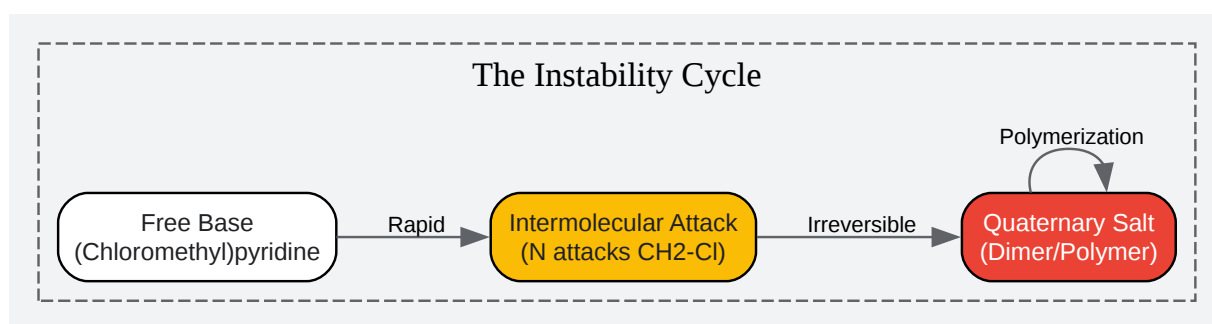 The Instability Cycle
Polymerization
Free Base
(Chloromethyl)pyridine
Rapid
Intermolecular Attack
(N attacks CH2-Cl)
Irreversible
Quaternary Salt
(Dimer/Polymer)